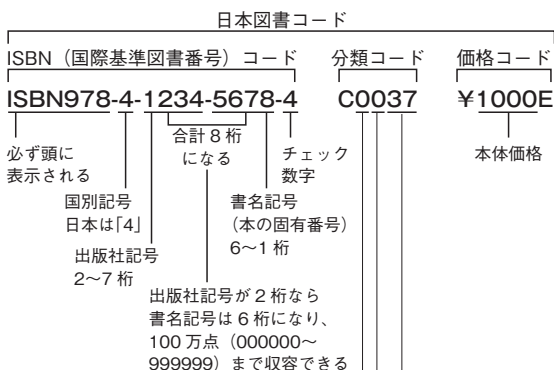 日本図書コード
ISBN（国際基準図書番号）コード
分類コード
価格コード
ISBN978-4-1234-5678-4
C0037
¥1000E
必ず頭に
表示される
国別記号
日本は「4」
出版社記号
2〜7桁
合計8桁
になる
書名記号
（本の固有番号）
6〜1桁
チェック
数字
本体価格
出版社記号が2桁なら
書名記号は6桁になり、
100万点（000000〜
999999）まで収容できる